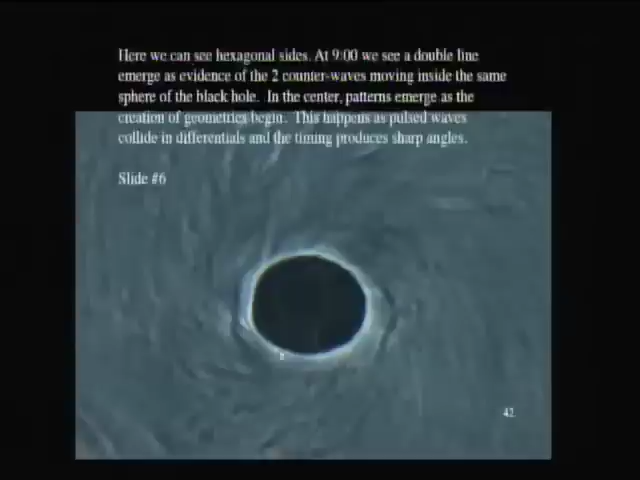 Here we can see hexagonal sides. At 9:00 we see a double line
emerge as evidence of the 2 counter-waves moving inside the same
sphere of the black hole. In the center, patterns emerge as the
creation of geometries begin. This happens as pulsed waves
collide in differentials and the timing produces sharp angles.
Slide #6
42